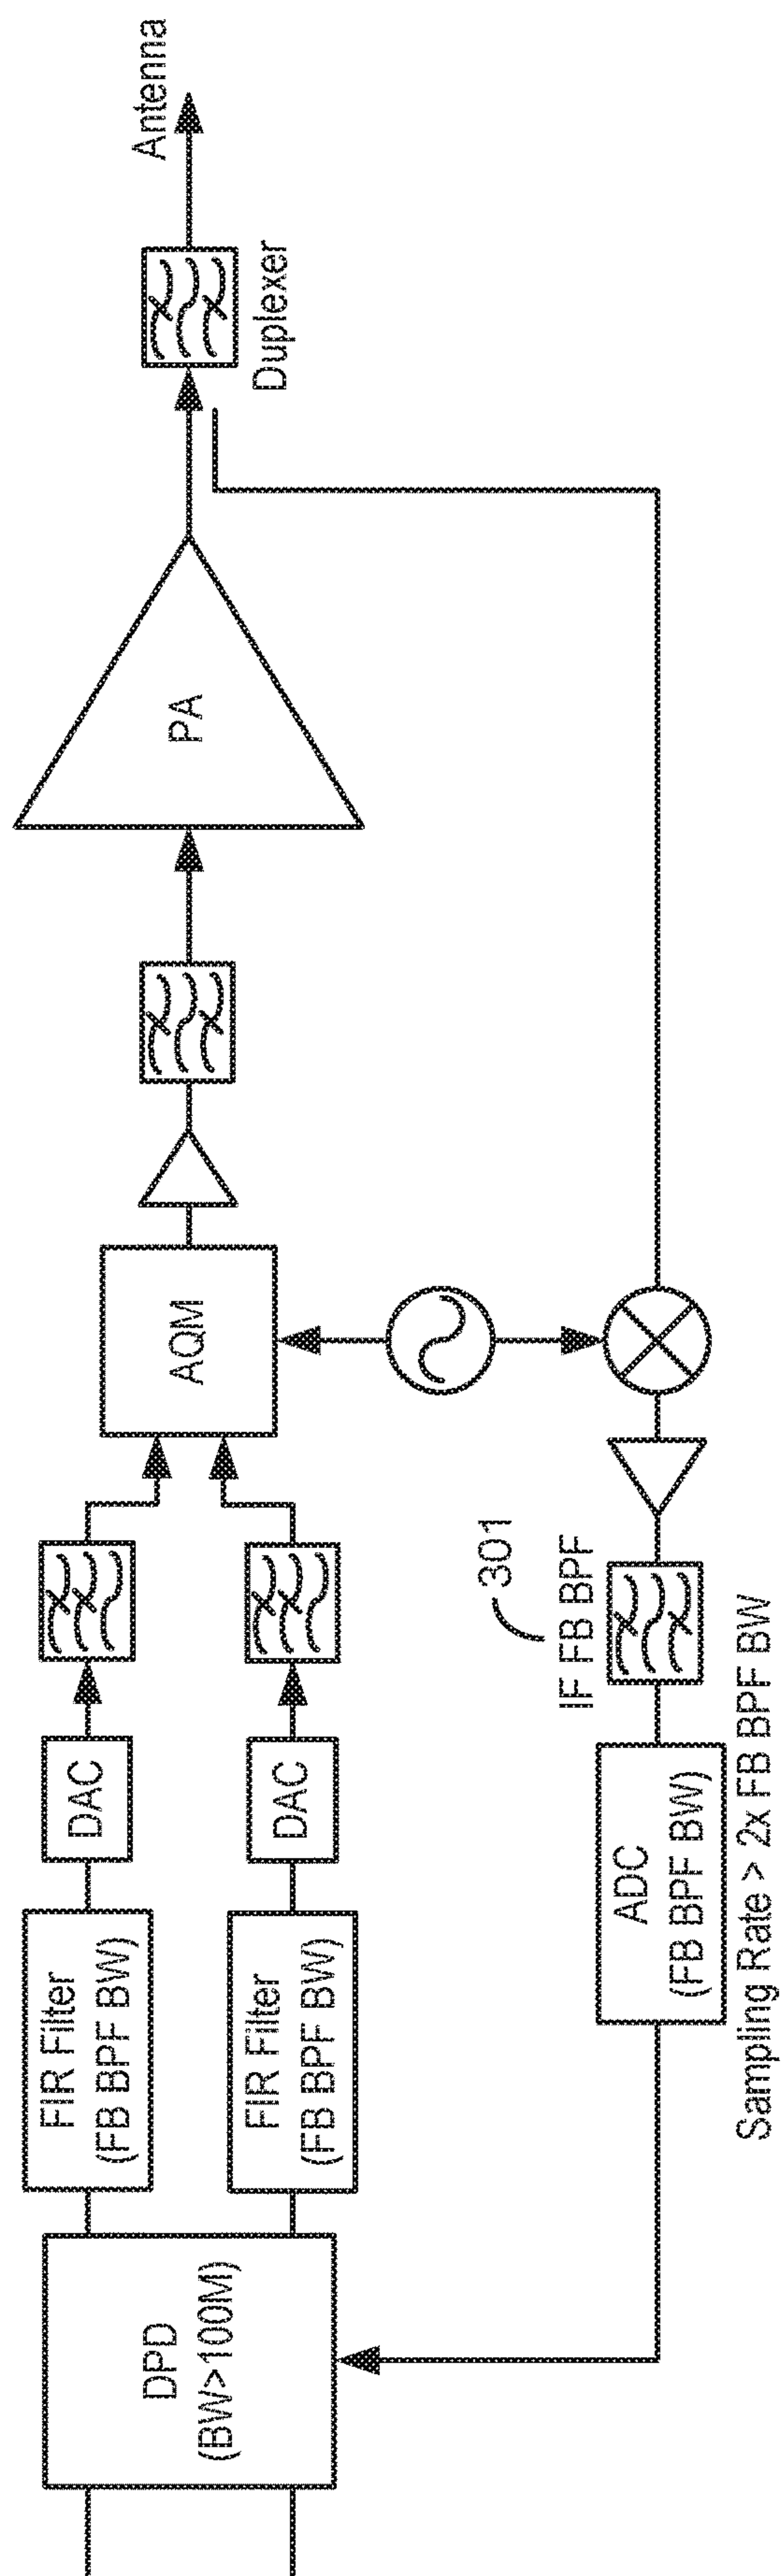 DPD
(BW>100M)
FIR Filter
(FB BPF BW)
FIR Filter
(FB BPF BW)
DAC
DAC
AQM
PA
Duplexer
Antenna
301
IF FB BPF
ADC
(FB BPF BW)
Sampling Rate > 2x FB BPF BW